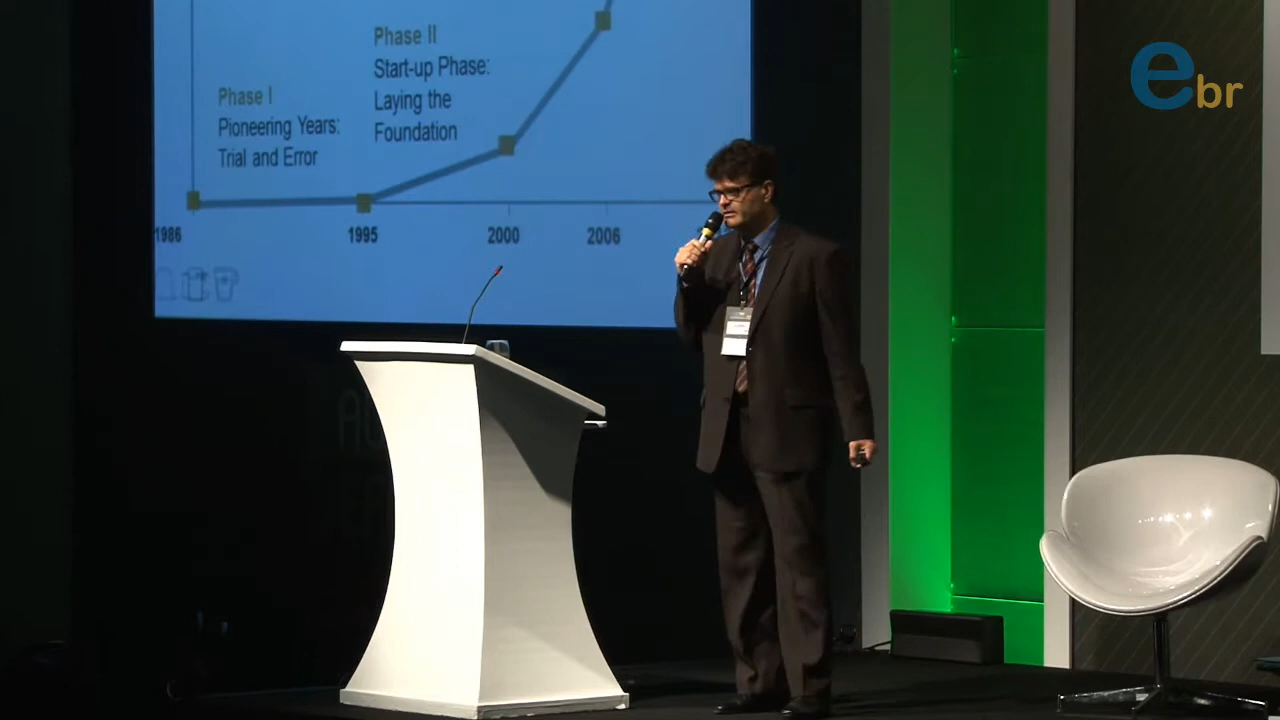 ebr
Phase II
Start-up Phase:
Laying the
Foundation
Phase I
Pioneering Years:
Trial and Error
1986
1995
2000
2006